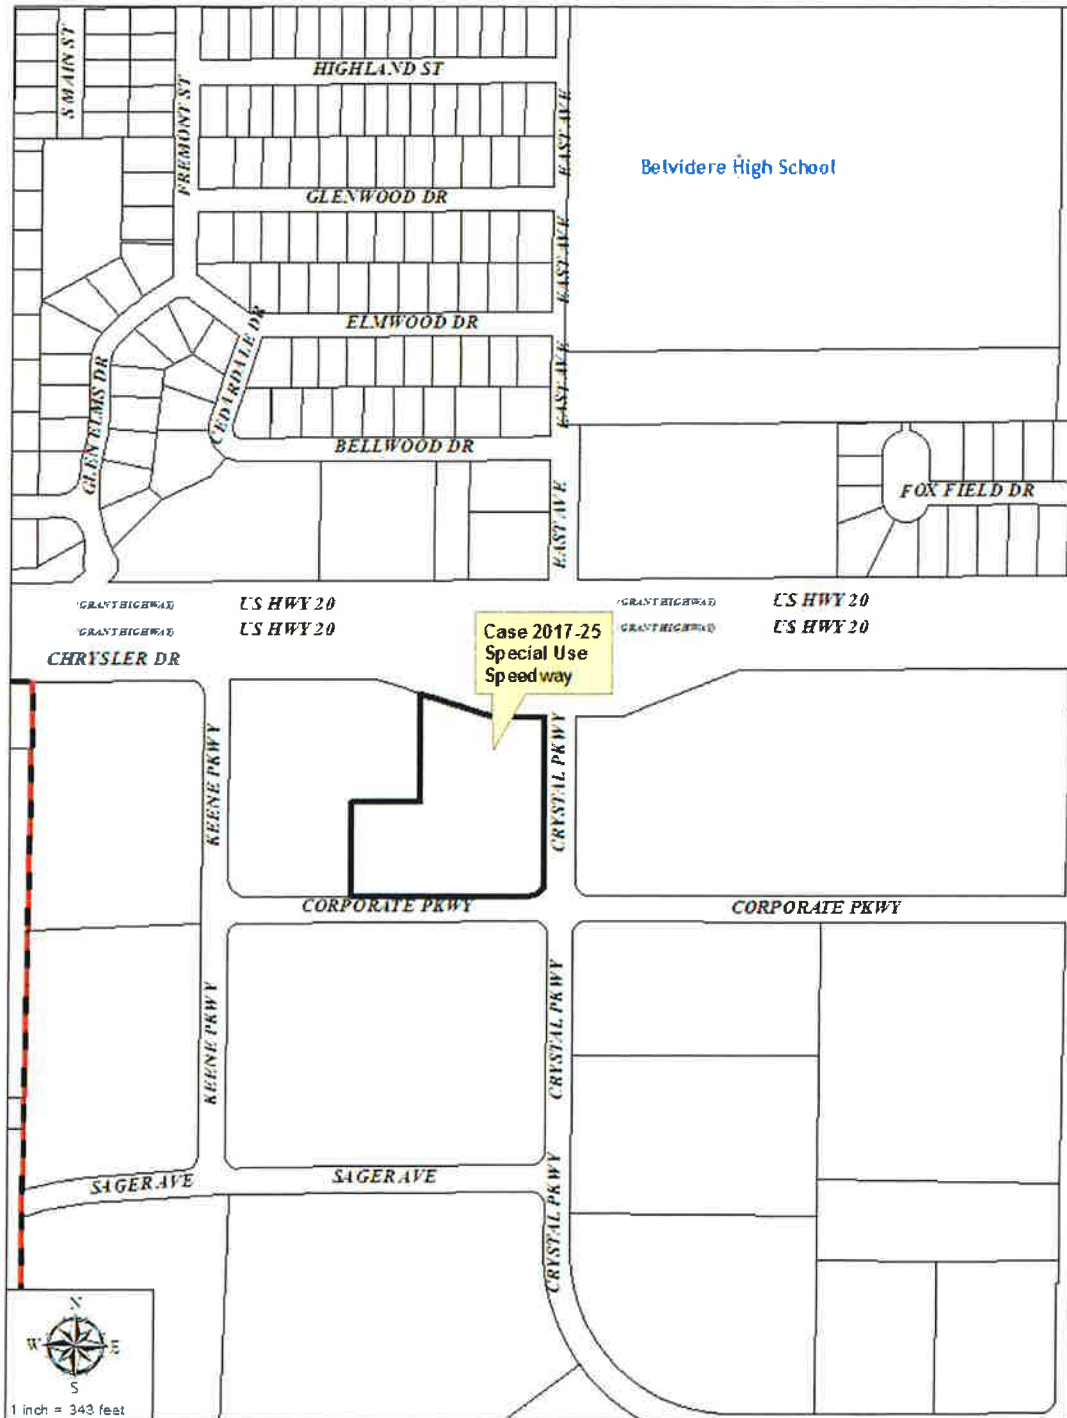 S MAIN ST
FREMONT ST
HIGHLAND ST
EAST AVE
Belvidere High School
GLENWOOD DR
EAST AVE
ELMWOOD DR
CEDARDALE DR
GLEN ELMS DR
EAST AVE
BELLWOOD DR
EAST AVE
FOX FIELD DR
(GRANT HIGHWAY)
US HWY 20
(GRANT HIGHWAY)
US HWY 20
(GRANT HIGHWAY)
US HWY 20
(GRANT HIGHWAY)
US HWY 20
CHRYSLER DR
Case 2017-25
Special Use
Speedway
KEENE PKWY
CRYSTAL PKWY
CORPORATE PKWY
CORPORATE PKWY
KEENE PKWY
CRYSTAL PKWY
SAGER AVE
SAGER AVE
CRYSTAL PKWY
N
W
E
S
1 inch = 343 feet